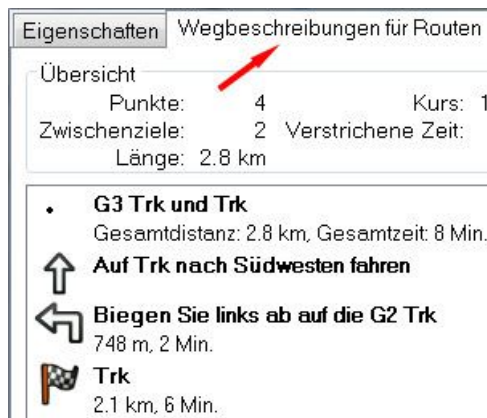 Eigenschaften Wegbeschreibungen für Routen
Übersicht
Punkte: 4 Kurs: 1
Zwischenziele: 2 Verstrichene Zeit:
Länge: 2.8 km
G3 Trk und Trk
Gesamtdistanz: 2.8 km, Gesamtzeit: 8 Min.
Auf Trk nach Südwesten fahren
Biegen Sie links ab auf die G2 Trk
748 m, 2 Min.
Trk
2.1 km, 6 Min.